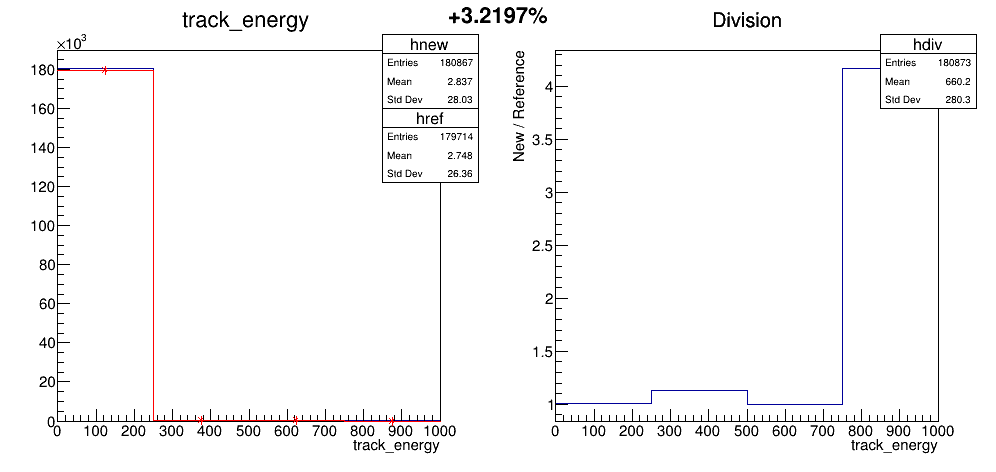 track_energy
+3.2197%
Division
×10³
hnew
Entries 180867
Mean 2.837
Std Dev 28.03
href
Entries 179714
Mean 2.748
Std Dev 26.36
180
160
140
120
100
80
60
40
20
0
0 100 200 300 400 500 600 700 800 900 1000
track_energy
hdiv
Entries 180873
Mean 660.2
Std Dev 280.3
New / Reference
4
3.5
3
2.5
2
1.5
1
0 100 200 300 400 500 600 700 800 900 1000
track_energy